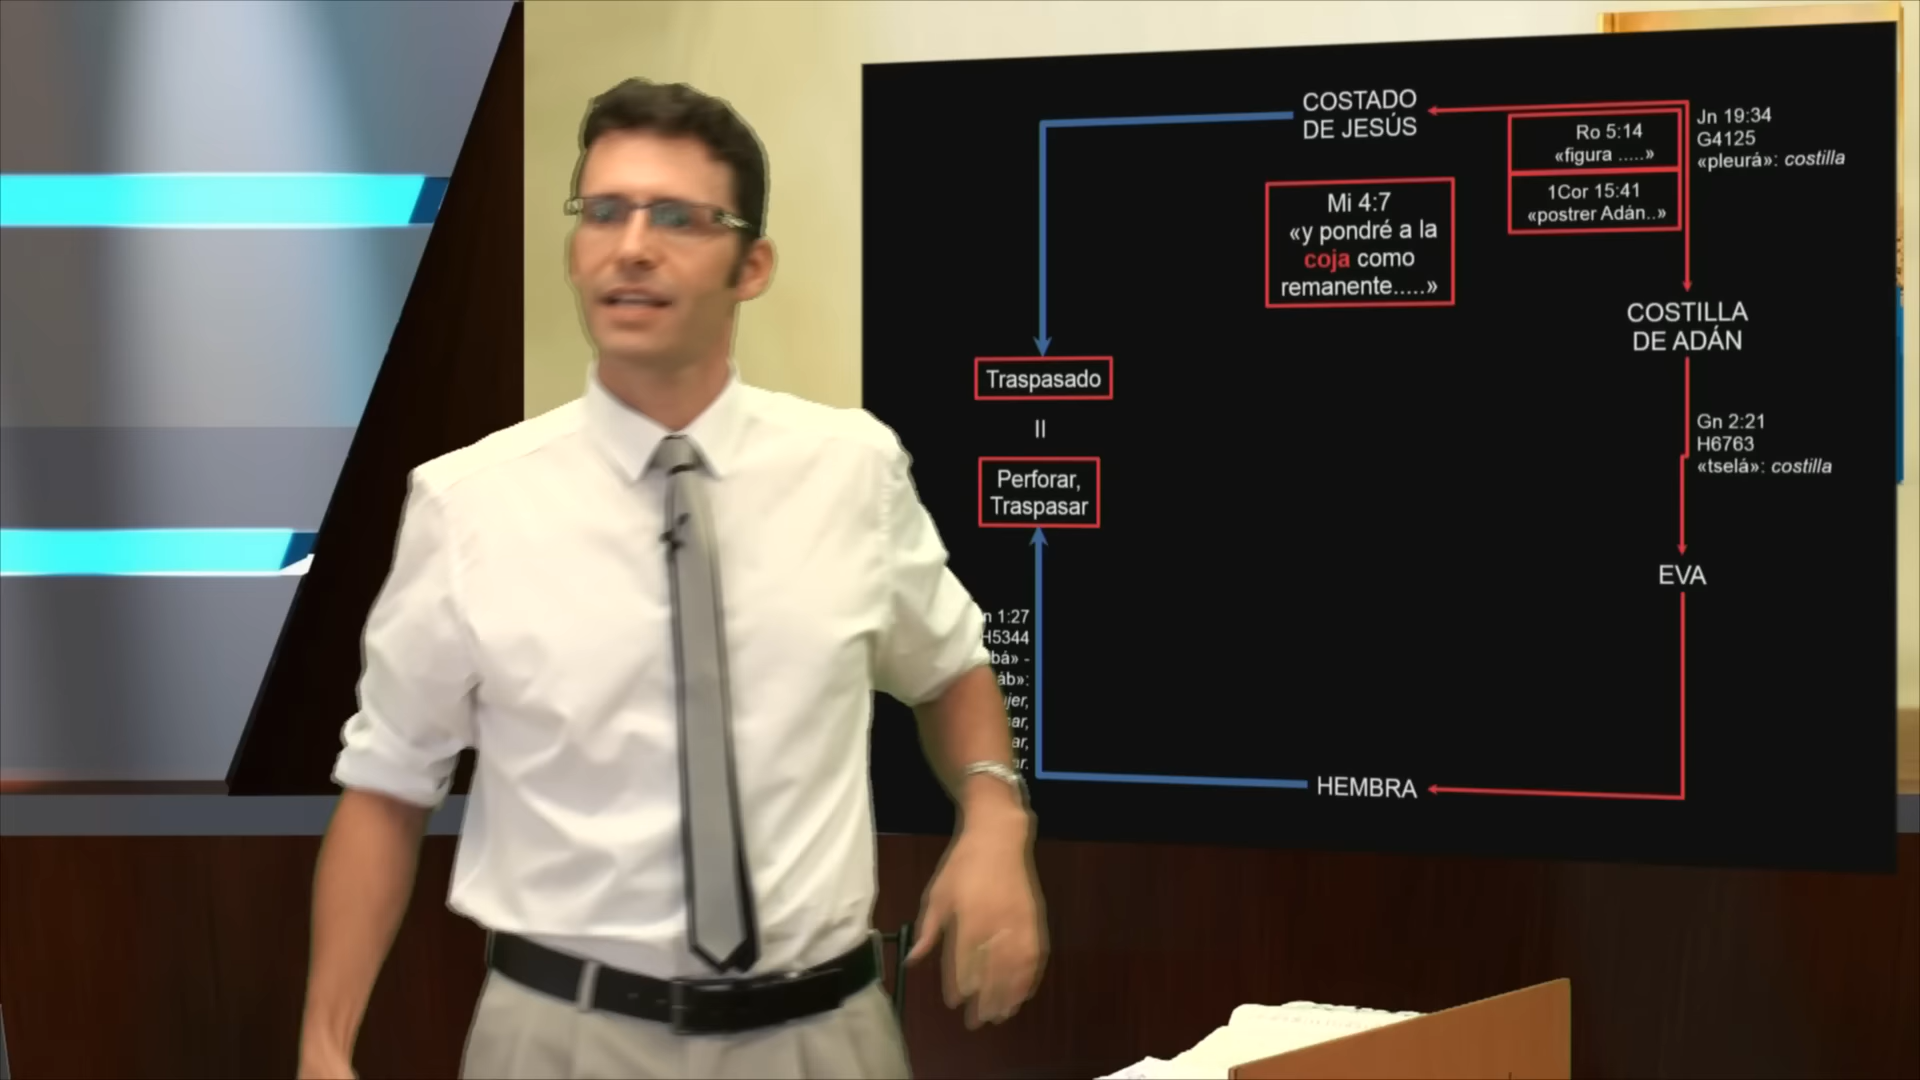 COSTADO
DE JESÚS
Jn 19:34
G4125
«pleurá»: costilla
Ro 5:14
«figura .....»
1Cor 15:41
«postrer Adán..»
Mi 4:7
«y pondré a la
coja como
remanente.....»
COSTILLA
DE ADÁN
Traspasado
=
Perforar,
Traspasar
Gn 2:21
H6763
«tselá»: costilla
EVA
1:27
H5344
HEMBRA